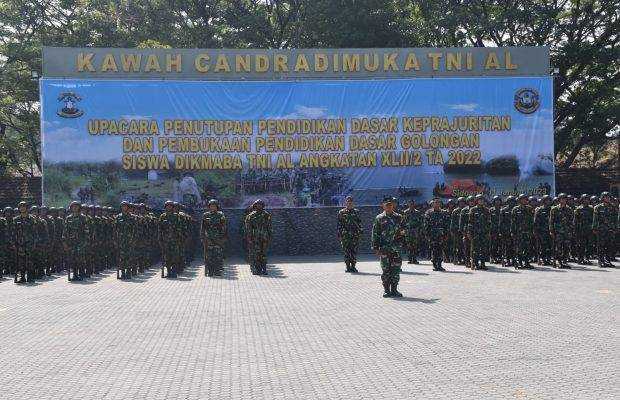 KAWAH CANDRADIMUKA TNI AL
UPACARA PENUTUPAN PENDIDIKAN DASAR KEPRAJURITAN
DAN PEMBUKAAN PENDIDIKAN DASAR GOLONGAN
SISWA DIKMABA TNI AL ANGKATAN XLII/2 TA 2022